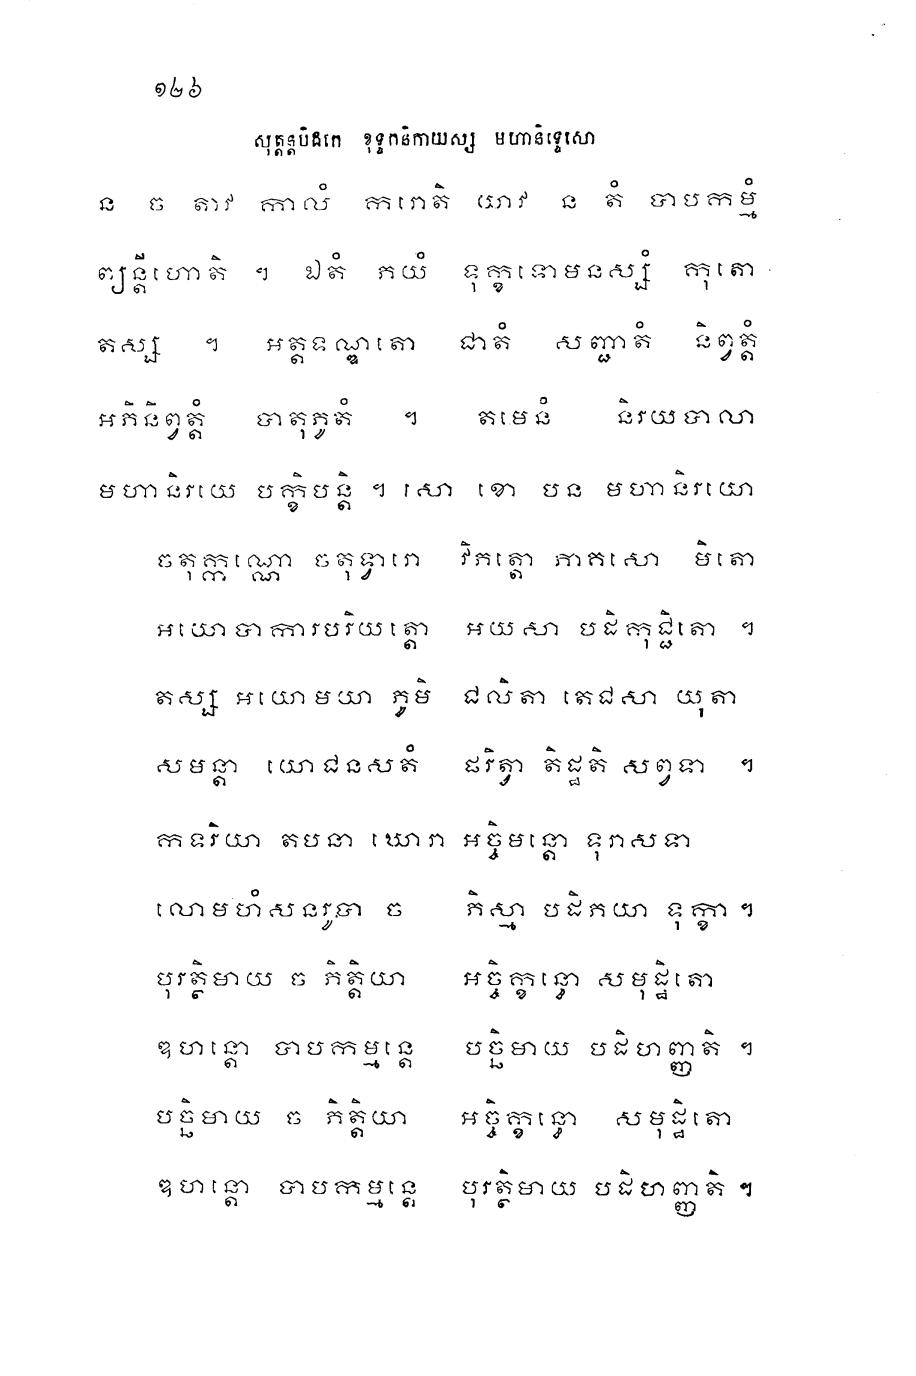 ១២៦
សុត្តន្តបិដកេ ខុទ្ទកនិកាយស្ស មហានិទ្ទេសោ
ន ច តាវ កាលំ ករោតិ យាវ ន តំ បាបកម្មំ
ព្យន្តីហោតិ ។ ឯតំ ភយំ ទុក្ខទោមនស្សំ កុតោ
តស្ស ។ អត្តទណ្ឌតោ ជាតំ សញ្ជាតំ និព្វត្តំ
អភិនិព្វត្តំ បាតុភូតំ ។ តមេនំ និរយបាលា
មហានិរយេ បក្ខិបន្តិ ។ សោ ខោ បន មហានិរយោ
ចតុក្កណ្ណោ ចតុទ្វារោ វិភត្តោ ភាគសោ មិតោ
អយោបាការបរិយត្តោ អយសា បដិកុជ្ជិតោ ។
តស្ស អយោមយា ភូមិ ជលិតា តេជសា យុតា
សមន្តា យោជនសតំ ផរិត្វា តិដ្ឋតិ សព្វទា ។
កទរិយា តបនា ឃោរា អច្ចិមន្តោ ទុរាសទា
លោមហំសនរូបា ច ភិស្មា បដិភយា ទុក្ខា ។
បុរត្ថិមាយ ច ភិត្តិយា អច្ចិក្ខន្ធោ សមុដ្ឋិតោ
ឌហន្តោ បាបកម្មន្តេ បច្ឆិមាយ បដិហញ្ញតិ ។
បច្ឆិមាយ ច ភិត្តិយា អច្ចិក្ខន្ធោ សមុដ្ឋិតោ
ឌហន្តោ បាបកម្មន្តេ បុរត្ថិមាយ បដិហញ្ញតិ ។